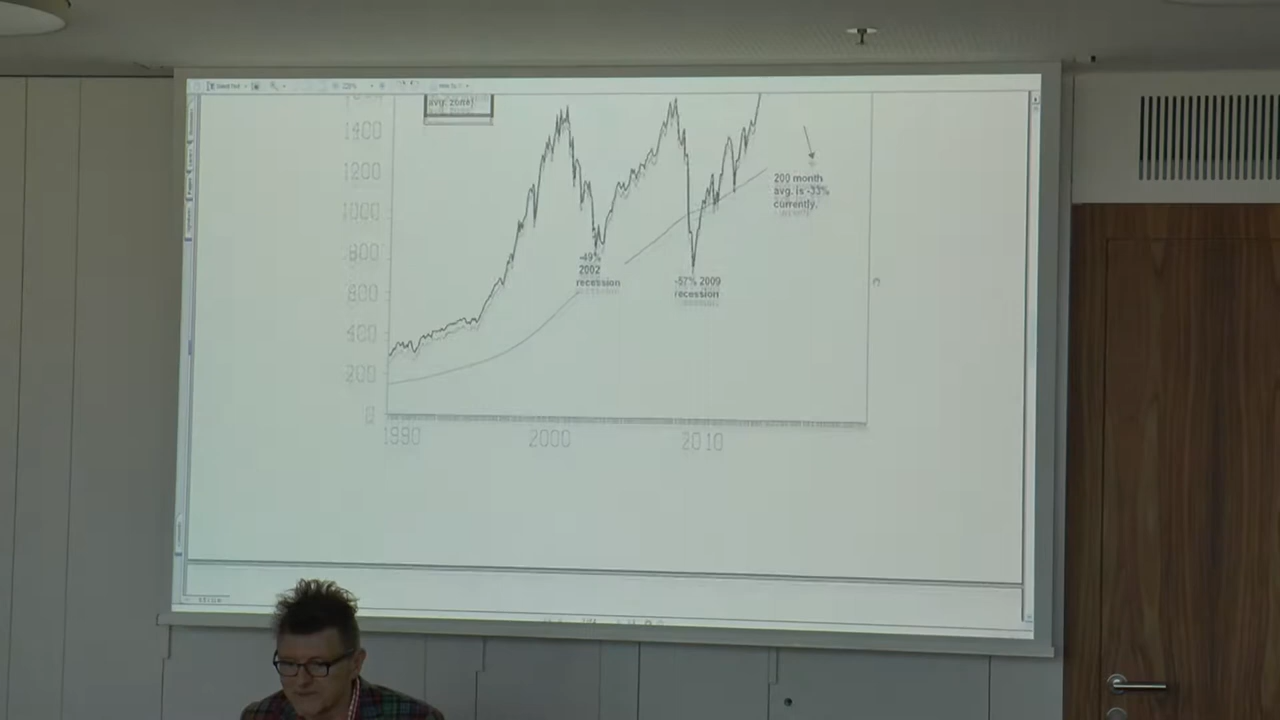 avg. zone)
1400
1200
1000
800
600
400
200
0
1990
2000
2010
-49%
2002
recession
-57% 2009
recession
200 month
avg. is -33%
currently.